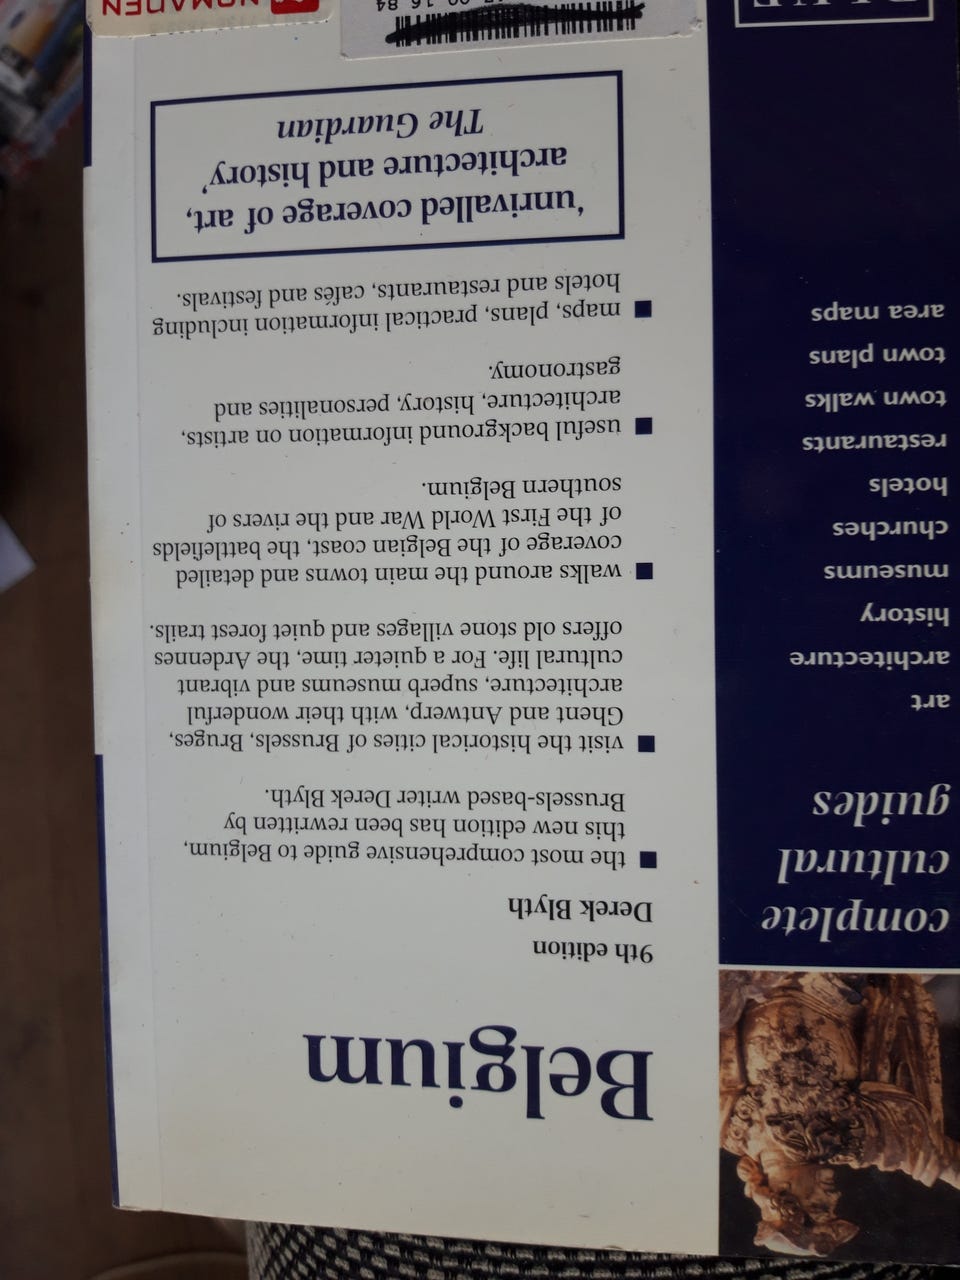 Belgium
9th edition
Derek Blyth
■ the most comprehensive guide to Belgium,
this new edition has been rewritten by
Brussels-based writer Derek Blyth.
■ visit the historical cities of Brussels, Bruges,
Ghent and Antwerp, with their wonderful
architecture, superb museums and vibrant
cultural life. For a quieter time, the Ardennes
offers old stone villages and quiet forest trails.
■ walks around the main towns and detailed
coverage of the Belgian coast, the battlefields
of the First World War and the rivers of
southern Belgium.
■ useful background information on artists,
architecture, history, personalities and
gastronomy.
■ maps, plans, practical information including
hotels and restaurants, cafés and festivals.
'unrivalled coverage of art,
architecture and history'
The Guardian
complete
cultural
guides
art
architecture
history
museums
churches
hotels
restaurants
town walks
town plans
area maps
NOMADEN